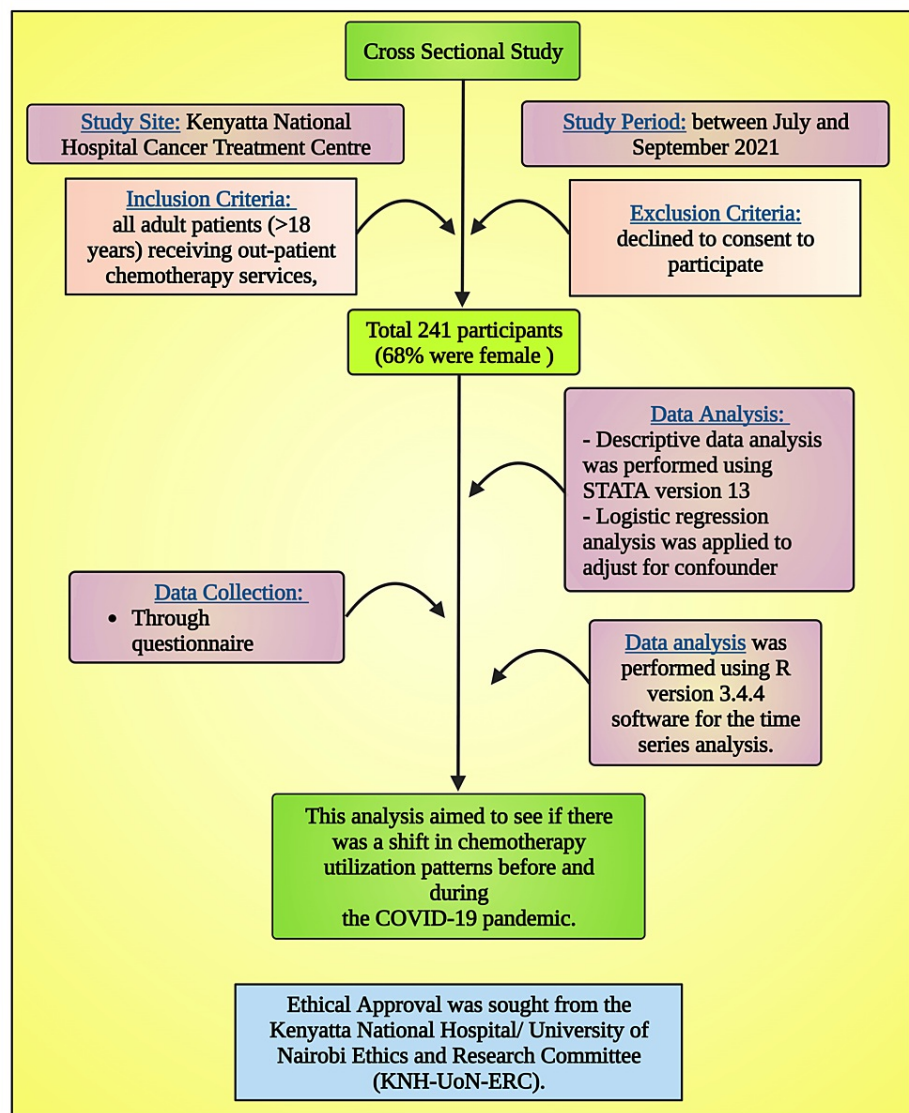 Cross Sectional Study
Study Site: Kenyatta National
Hospital Cancer Treatment Centre
Study Period: between July and
September 2021
Inclusion Criteria:
all adult patients (>18
years) receiving out-patient
chemotherapy services,
Exclusion Criteria:
declined to consent to
participate
Total 241 participants
(68% were female )
Data Analysis:
- Descriptive data analysis
was performed using
STATA version 13
- Logistic regression
analysis was applied to
adjust for confounder
Data Collection:
• Through
questionnaire
Data analysis was
performed using R
version 3.4.4
software for the time
series analysis.
This analysis aimed to see if there
was a shift in chemotherapy
utilization patterns before and
during
the COVID-19 pandemic.
Ethical Approval was sought from the
Kenyatta National Hospital/ University of
Nairobi Ethics and Research Committee
(KNH-UoN-ERC).